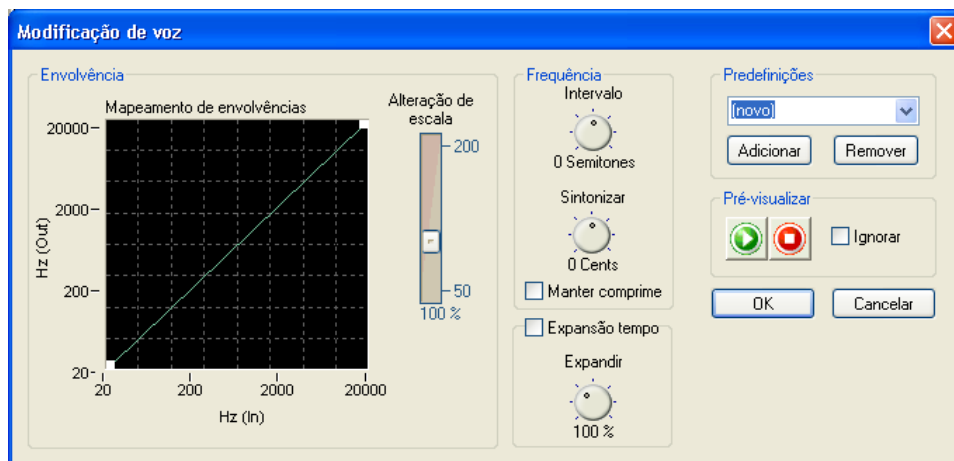 Modificação de voz
Envolvência
Mapeamento de envolvências
20000
2000
200
20
Hz (Out)
20
200
2000
20000
Hz (In)
Alteração de
escala
200
50
100 %
Frequência
Intervalo
0 Semitones
Sintonizar
0 Cents
Manter comprime
Expansão tempo
Expandir
100 %
Predefinições
(novo)
Adicionar
Remover
Pré-visualizar
Ignorar
OK
Cancelar